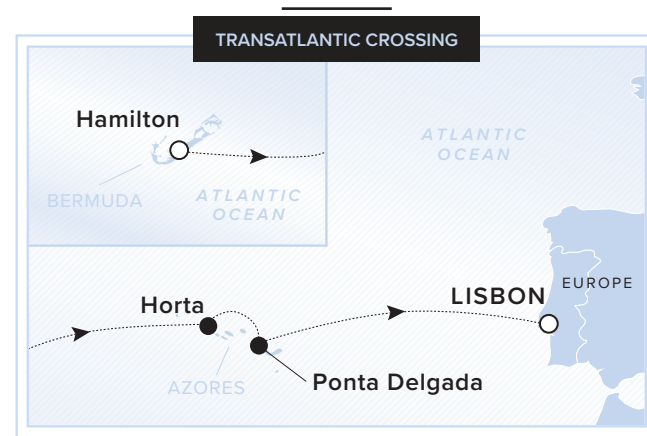 TRANSATLANTIC CROSSING
Hamilton
BERMUDA
ATLANTIC
OCEAN
ATLANTIC
OCEAN
Horta
AZORES
Ponta Delgada
LISBON
EUROPE